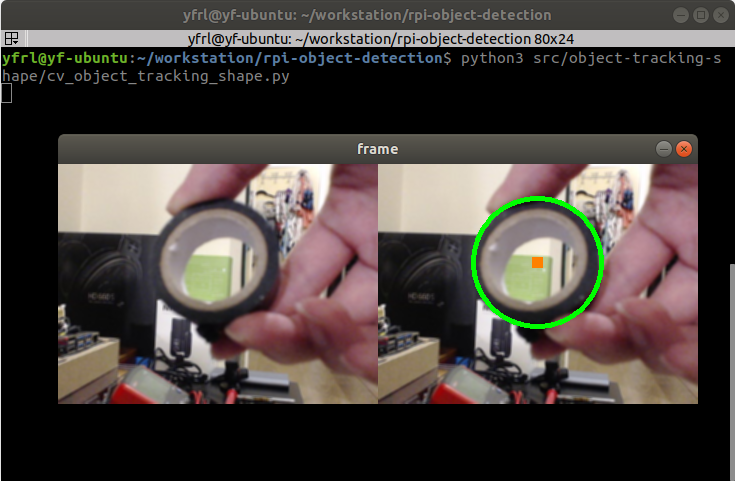 yfrl@yf-ubuntu: ~/workstation/rpi-object-detection
yfrl@yf-ubuntu: ~/workstation/rpi-object-detection 80x24
yfrl@yf-ubuntu:~/workstation/rpi-object-detection$ python3 src/object-tracking-s
hape/cv_object_tracking_shape.py
frame